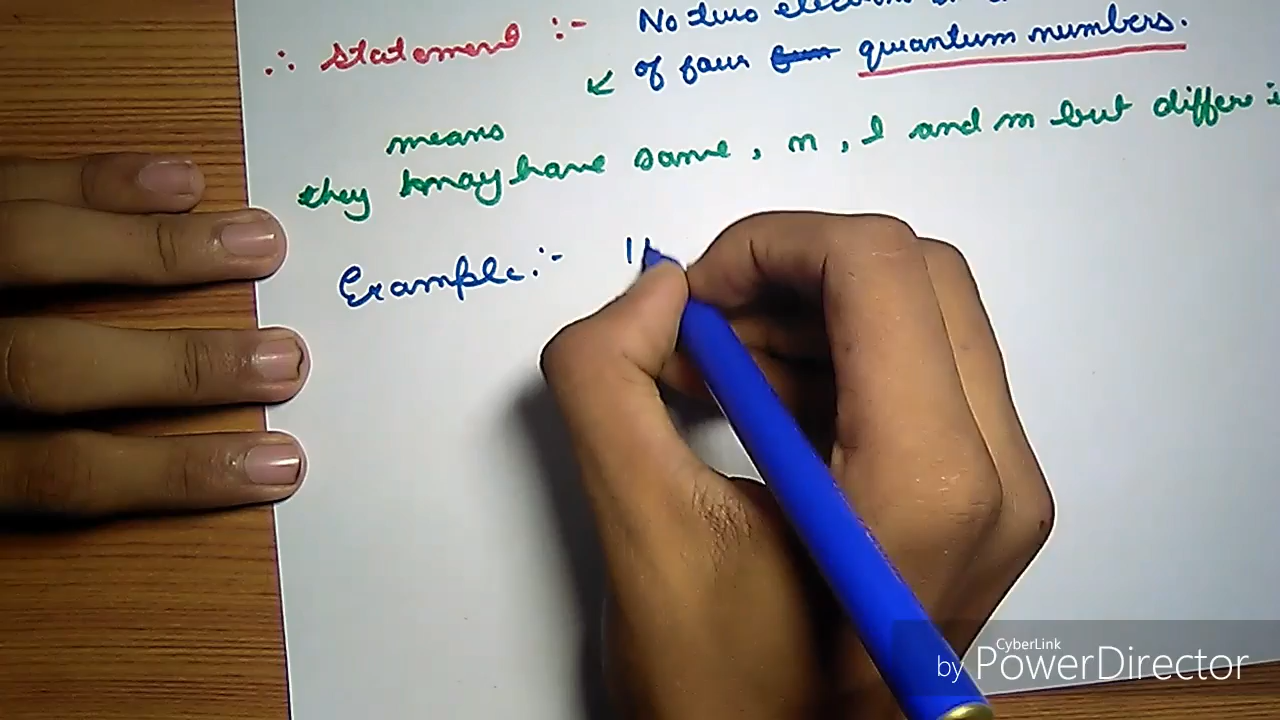 ∴ Statement :- No two
of four quantum numbers.
means
they may have same, n, l and m but differ
Example :-
CyberLink
by PowerDirector